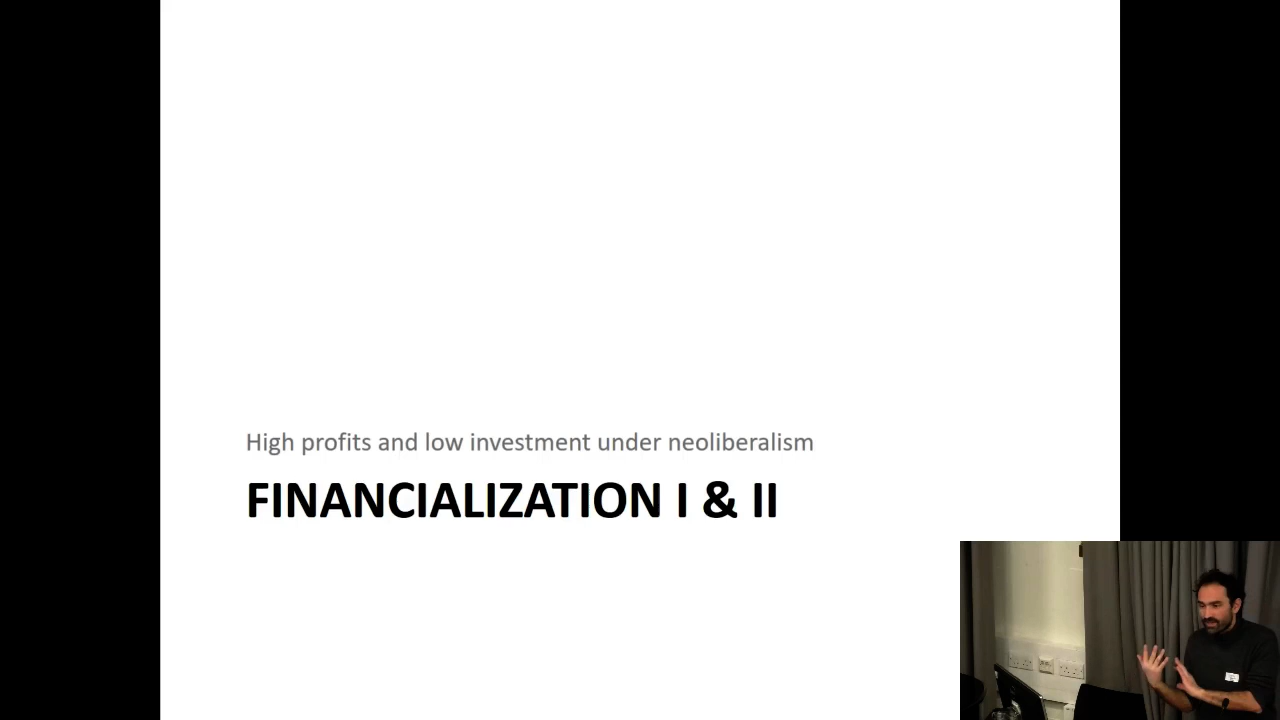 High profits and low investment under neoliberalism
FINANCIALIZATION I & II